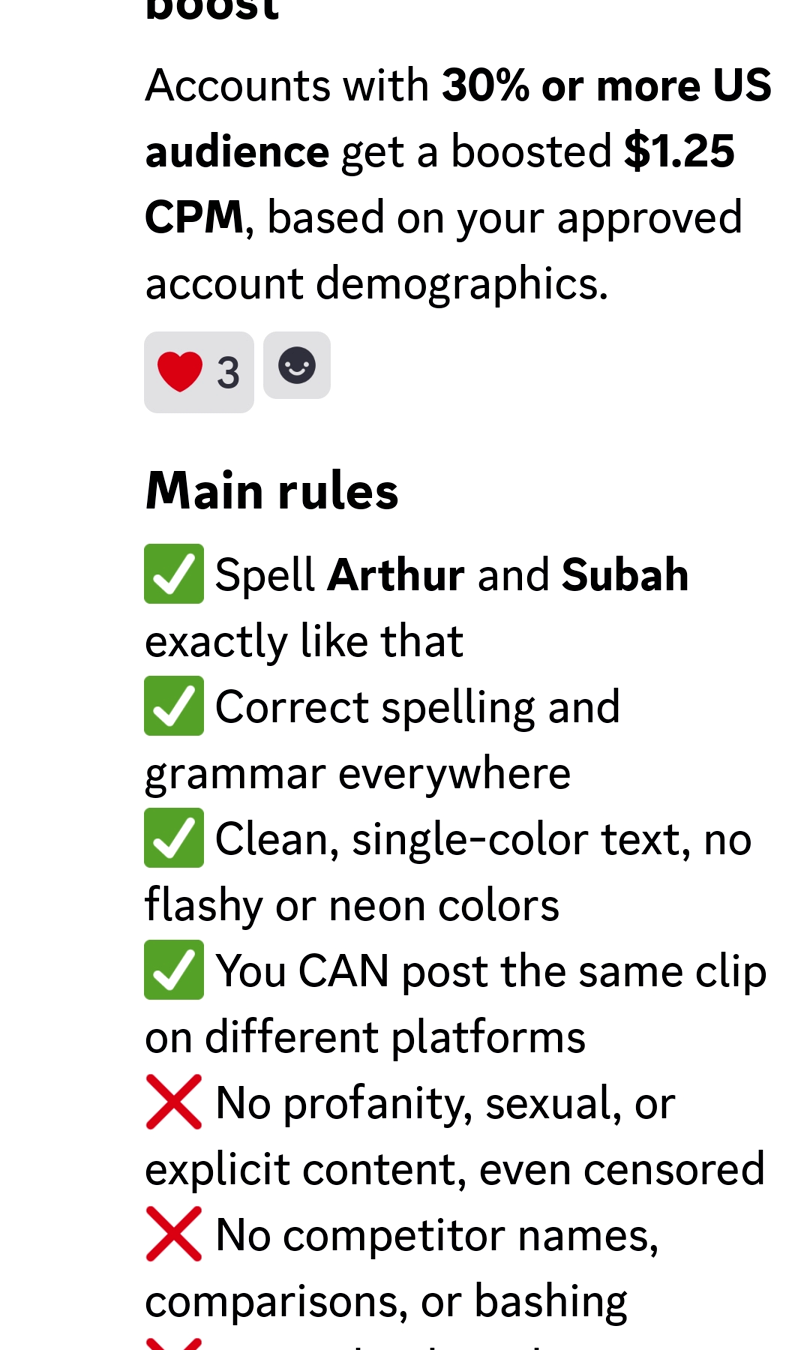 boost
Accounts with 30% or more US
audience get a boosted $1.25
CPM, based on your approved
account demographics.
❤️ 3
Main rules
✅ Spell Arthur and Subah
exactly like that
✅ Correct spelling and
grammar everywhere
✅ Clean, single-color text, no
flashy or neon colors
✅ You CAN post the same clip
on different platforms
❌ No profanity, sexual, or
explicit content, even censored
❌ No competitor names,
comparisons, or bashing